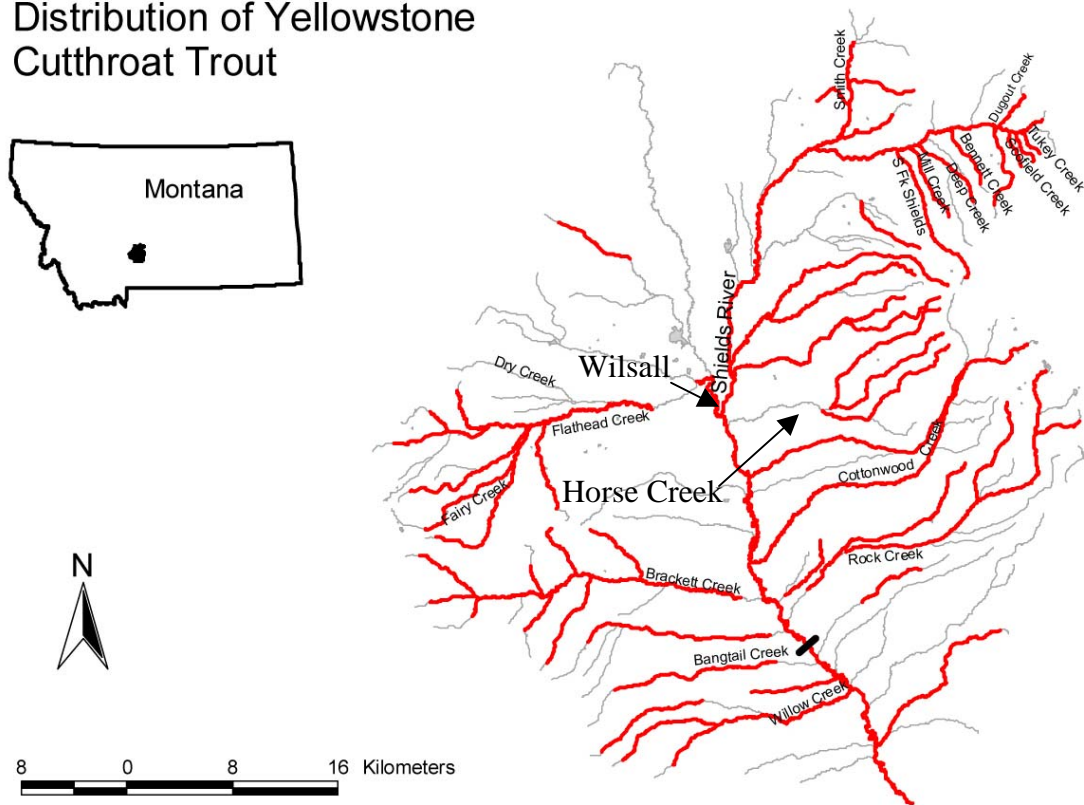 Distribution of Yellowstone
Cutthroat Trout
Montana
Smith Creek
Dugout Creek
Tukey Creek
Scofield Creek
Bennett Creek
Deep Creek
Mill Creek
S Fk Shields
Shields River
Wilsall
Dry Creek
Flathead Creek
Horse Creek
Cottonwood Creek
Fairy Creek
Rock Creek
N
Brackett Creek
Bangtail Creek
Willow Creek
8 0 8 16 Kilometers